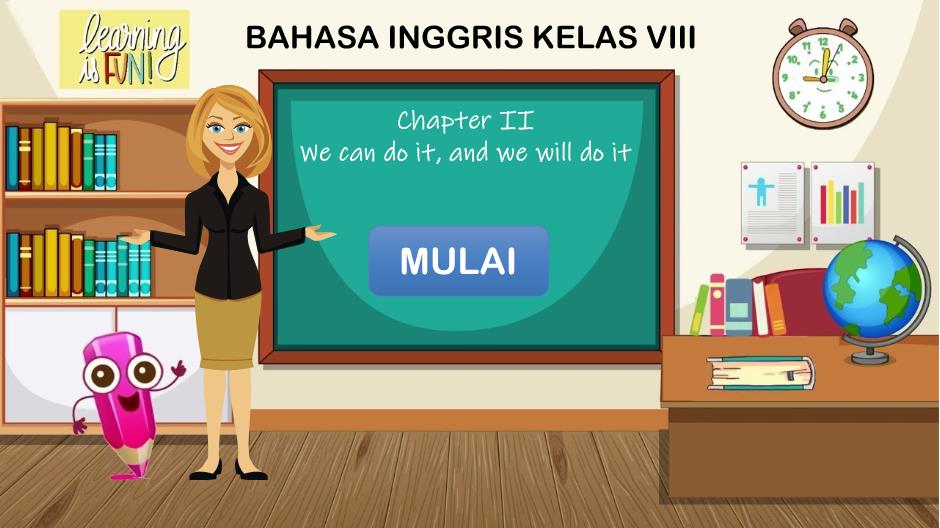 learning
is FUN!
BAHASA INGGRIS KELAS VIII
Chapter II
We can do it, and we will do it
MULAI
12
1
2
3
4
5
6
7
8
9
10
11